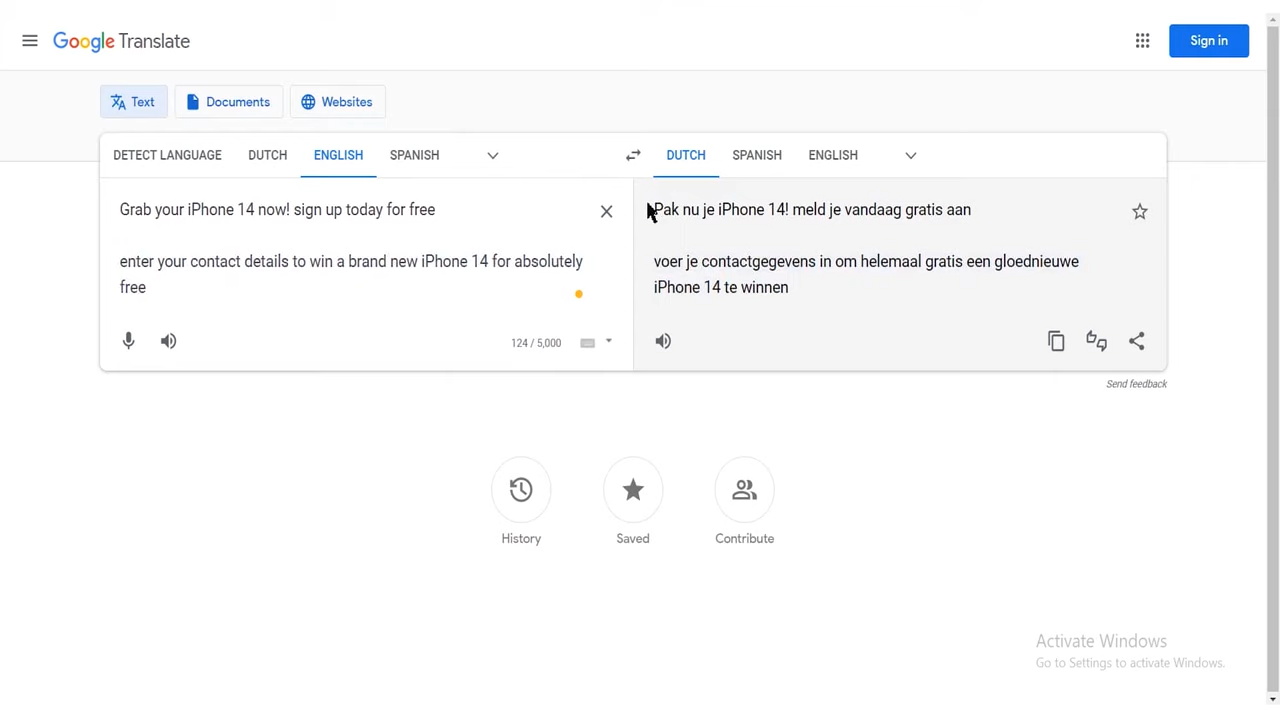 Google Translate
Sign in
Text
Documents
Websites
DETECT LANGUAGE DUTCH ENGLISH SPANISH
DUTCH SPANISH ENGLISH
Grab your iPhone 14 now! sign up today for free
enter your contact details to win a brand new iPhone 14 for absolutely
free
124 / 5,000
Pak nu je iPhone 14! meld je vandaag gratis aan
voer je contactgegevens in om helemaal gratis een gloednieuwe
iPhone 14 te winnen
Send feedback
History
Saved
Contribute
Activate Windows
Go to Settings to activate Windows.